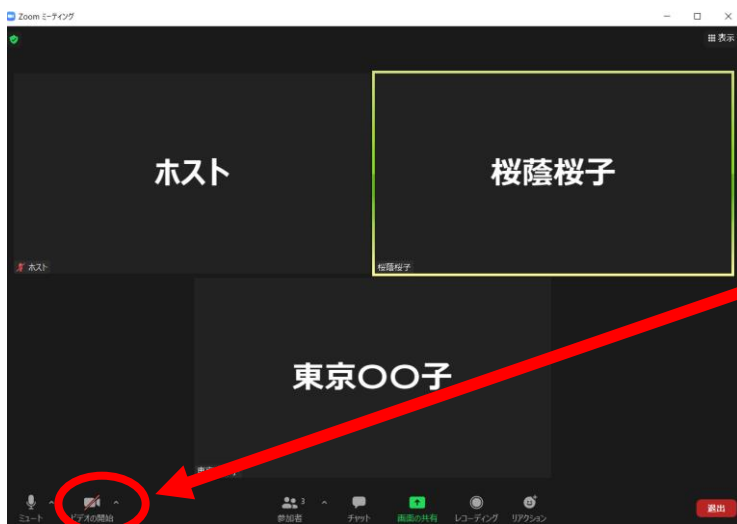 Zoom ミーティング
表示
ホスト
桜蔭桜子
ホスト
桜蔭桜子
東京〇〇子
ミュート
ビデオの開始
3
参加者
チャット
画面の共有
レコーディング
リアクション
退出